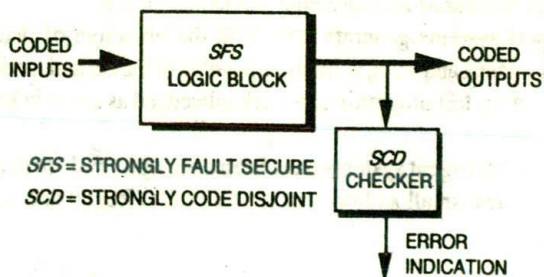 CODED
INPUTS
SFS
LOGIC BLOCK
CODED
OUTPUTS
SFS = STRONGLY FAULT SECURE
SCD = STRONGLY CODE DISJOINT
SCD
CHECKER
ERROR
INDICATION